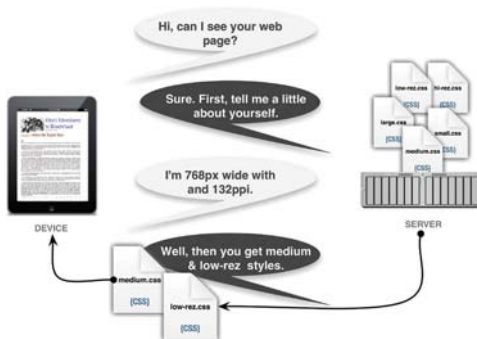 Hi, can I see your web
page?
low-rez.css
{CSS}
hi-rez.css
{CSS}
Sure. First, tell me a little
about yourself.
large.css
{CSS}
small.css
{CSS}
medium.css
{CSS}
I'm 768px wide with
and 132ppi.
DEVICE
SERVER
Well, then you get medium
& low-rez styles.
medium.css
{CSS}
low-rez.css
{CSS}